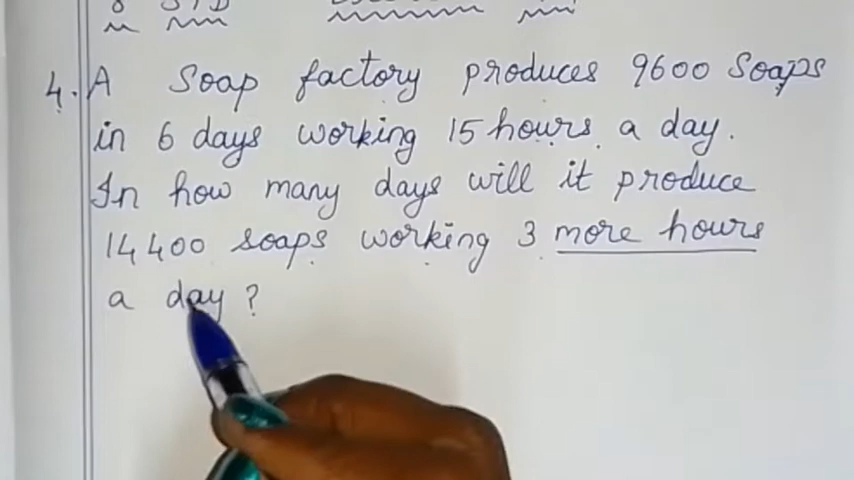 4. A Soap factory produces 9600 Soaps
in 6 days working 15 hours a day.
In how many days will it produce
14400 soaps working 3 more hours
a day?